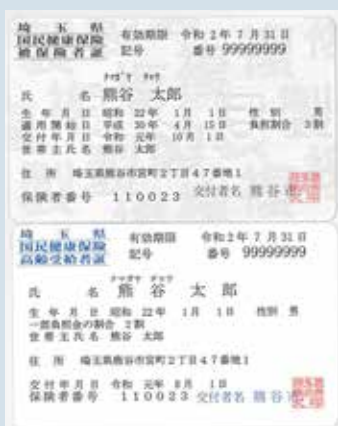 埼玉県
国民健康保険
被保険者証
有効期限 令和2年7月31日
記号 番号 99999999
クマガヤ タロウ
氏名 熊谷 太郎
生年月日 昭和22年1月1日 性別 男
適用開始日 平成30年4月15日 負担割合 2割
交付年月日 令和元年10月1日
世帯主氏名 熊谷 太郎
住所 埼玉県熊谷市宮町2丁目47番地1
保険者番号 110023 交付者名 熊谷市
埼玉県
国民健康保険
高齢受給者証
有効期限 令和2年7月31日
記号 番号 99999999
クマガヤ タロウ
氏名 熊谷 太郎
生年月日 昭和22年1月1日 性別 男
一部負担金の割合 2割
世帯主氏名 熊谷 太郎
住所 埼玉県熊谷市宮町2丁目47番地1
交付年月日 令和元年8月1日
保険者番号 110023 交付者名 熊谷市